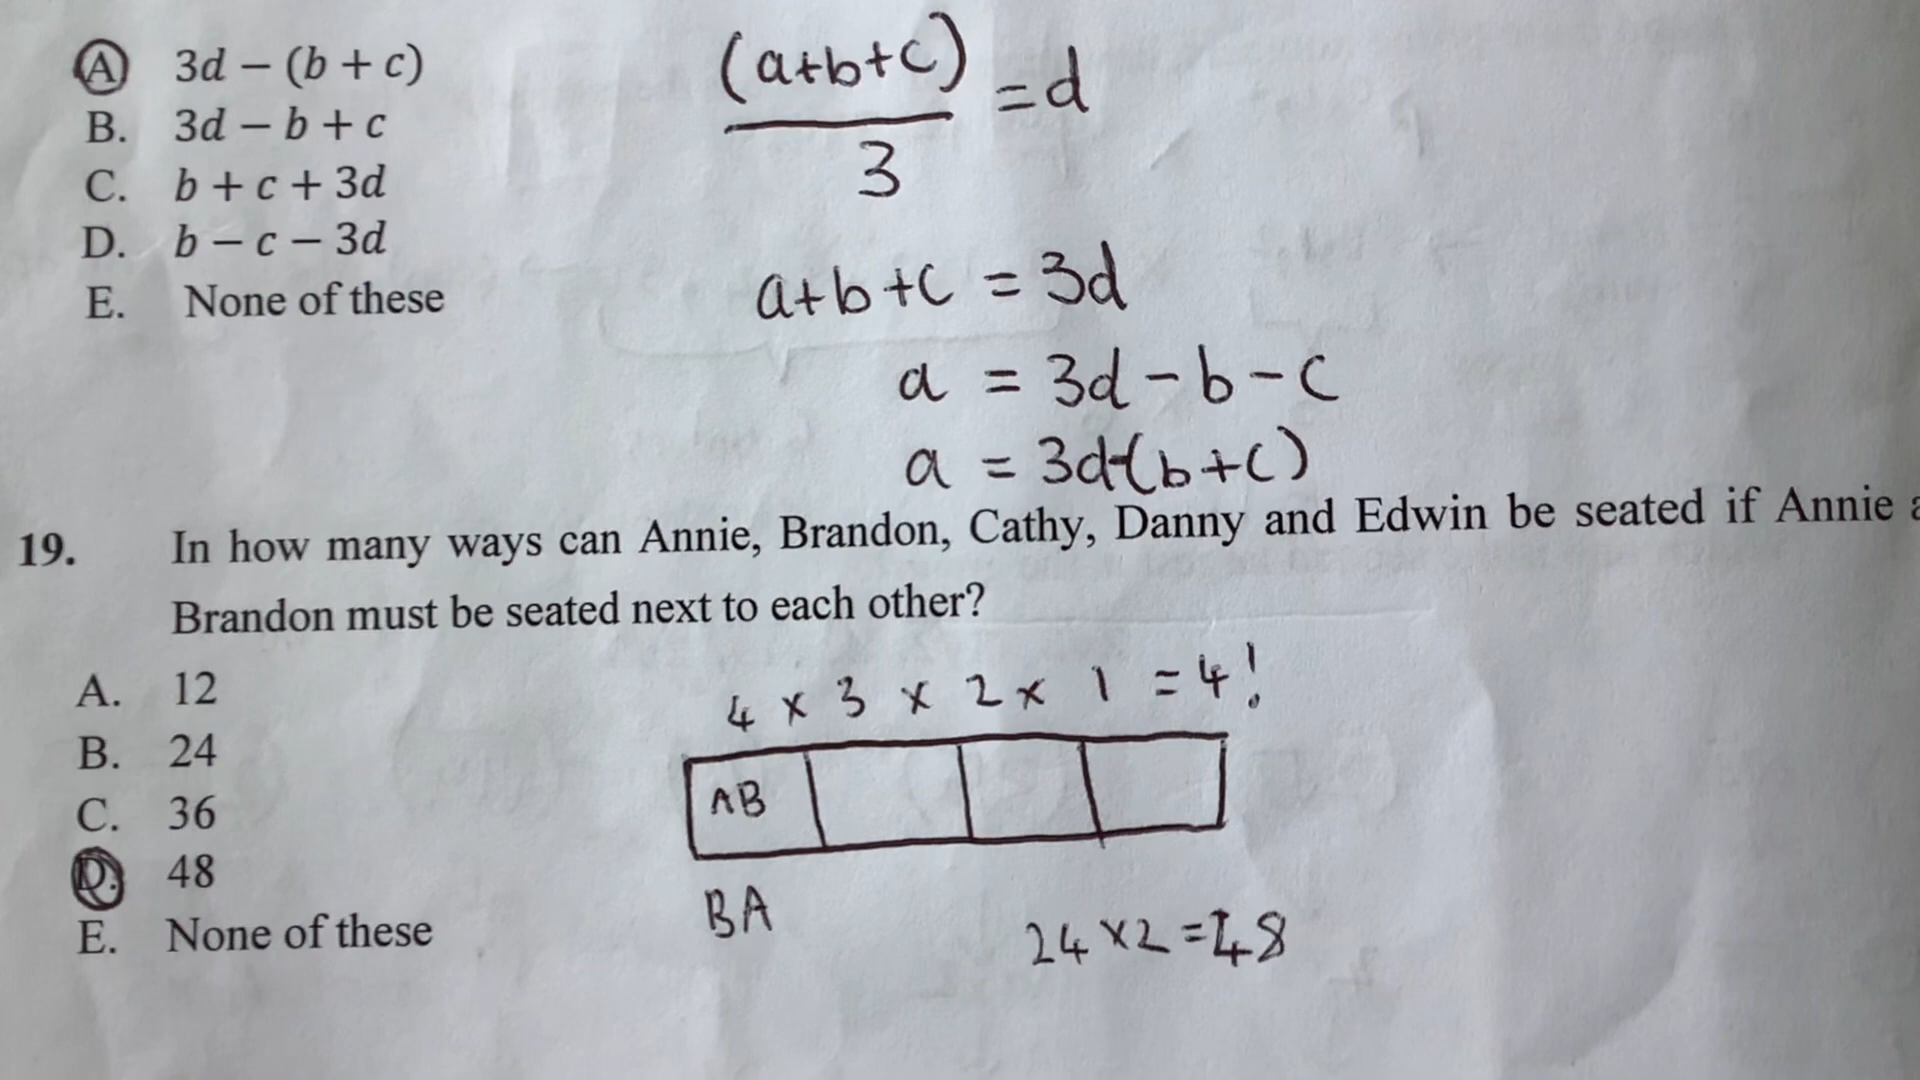 A 3d − (b + c)
(a+b+c)/3 = d
B. 3d − b + c
C. b + c + 3d
D. b − c − 3d
E. None of these
a+b+c = 3d
a = 3d-b-c
a = 3d-(b+c)
19. In how many ways can Annie, Brandon, Cathy, Danny and Edwin be seated if Annie
Brandon must be seated next to each other?
A. 12
4 x 3 x 2 x 1 = 4!
B. 24
AB
C. 36
D. 48
BA
E. None of these
24 x2 = 48